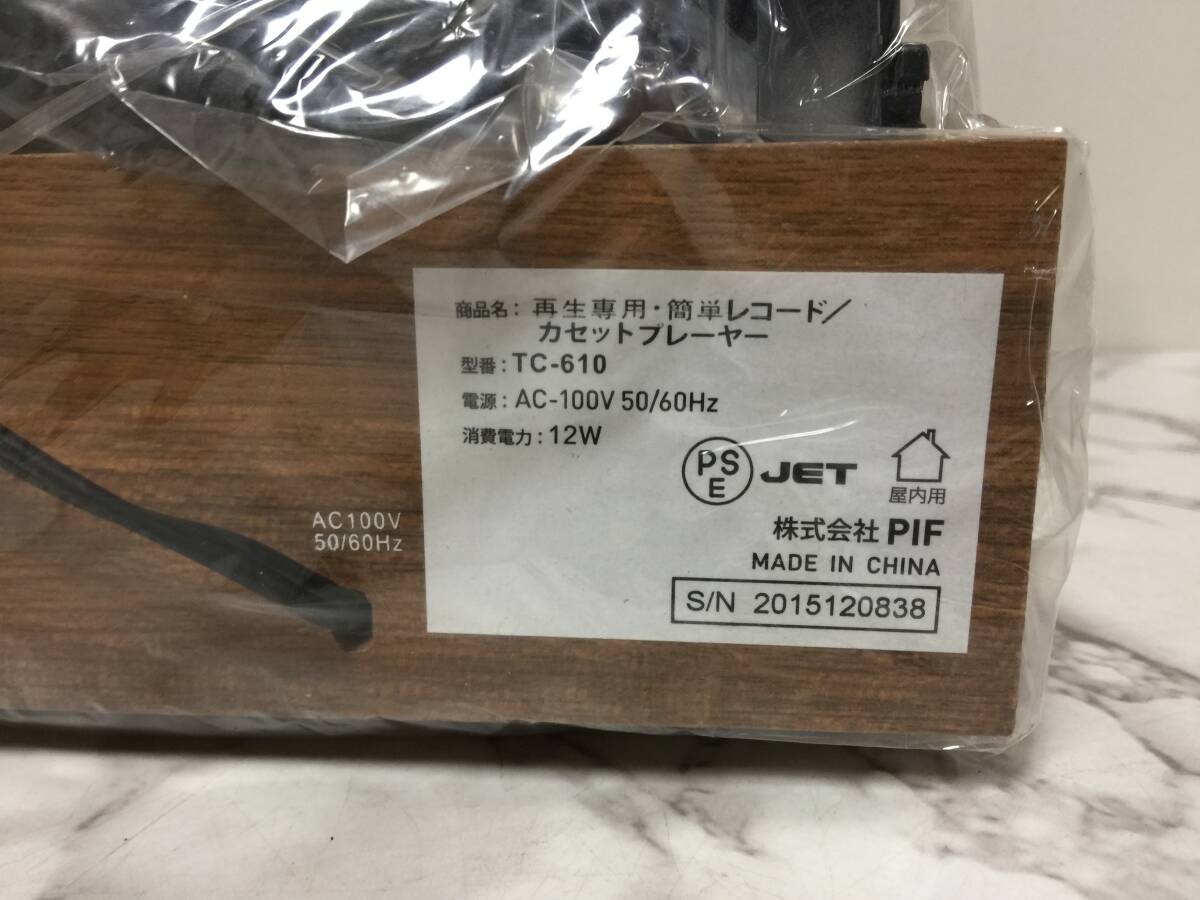 商品名：再生専用・簡単レコード／
カセットプレーヤー
型番：TC-610
電源：AC-100V 50/60Hz
消費電力：12W
PS
E
JET
屋内用
株式会社 PIF
MADE IN CHINA
S/N 2015120838
AC100V
50/60Hz